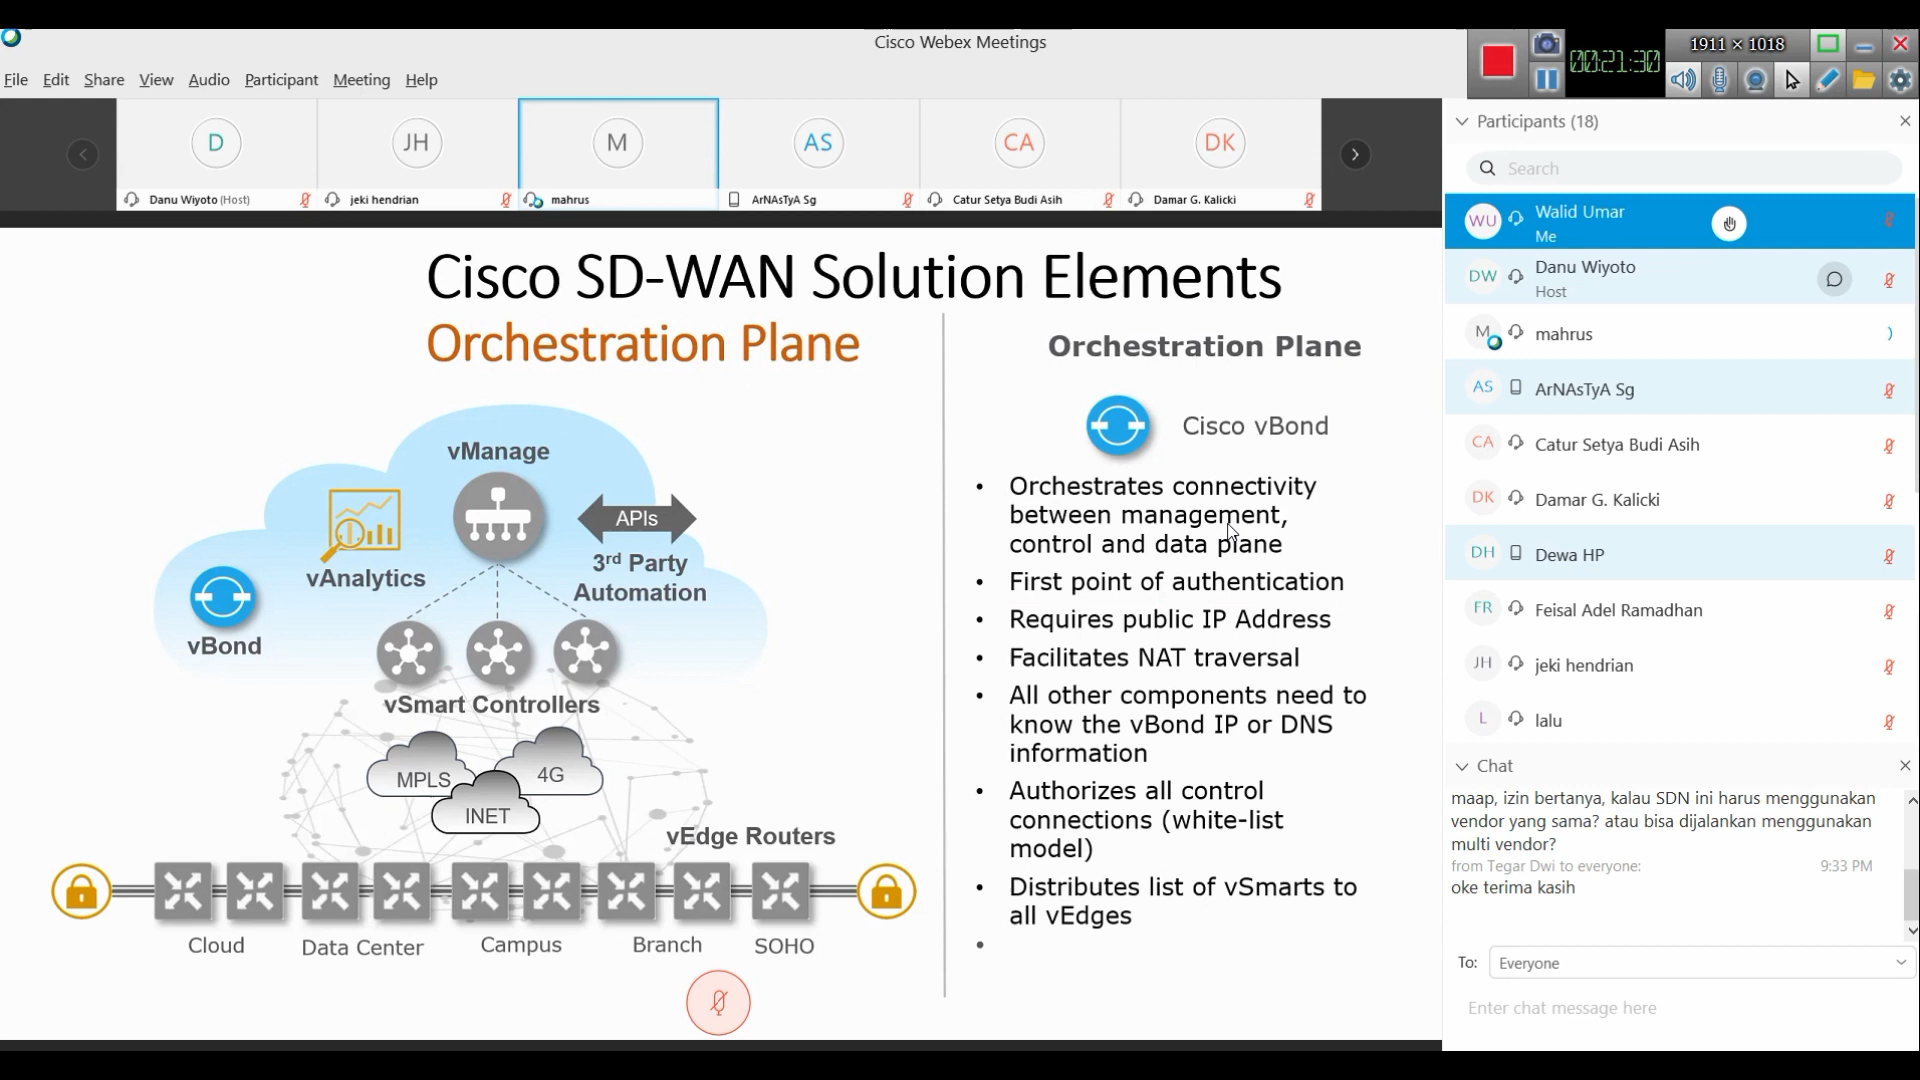 Cisco Webex Meetings
1911 × 1018
00:21:30
File Edit Share View Audio Participant Meeting Help
D JH M AS CA DK
Danu Wiyoto (Host) jeki hendrian mahrus ArNAsTyA Sg Catur Setya Budi Asih Damar G. Kalicki
Cisco SD-WAN Solution Elements
Orchestration Plane
vManage
APIs
3rd Party
Automation
vAnalytics
vBond
vSmart Controllers
MPLS
4G
INET
vEdge Routers
Cloud Data Center Campus Branch SOHO
Orchestration Plane
Cisco vBond
• Orchestrates connectivity
between management,
control and data plane
• First point of authentication
• Requires public IP Address
• Facilitates NAT traversal
• All other components need to
know the vBond IP or DNS
information
• Authorizes all control
connections (white-list
model)
• Distributes list of vSmarts to
all vEdges
•
Participants (18)
Search
WU Walid Umar
Me
DW Danu Wiyoto
Host
M mahrus
AS ArNAsTyA Sg
CA Catur Setya Budi Asih
DK Damar G. Kalicki
DH Dewa HP
FR Feisal Adel Ramadhan
JH jeki hendrian
L lalu
Chat
maap, izin bertanya, kalau SDN ini harus menggunakan
vendor yang sama? atau bisa dijalankan menggunakan
multi vendor?
from Tegar Dwi to everyone: 9:33 PM
oke terima kasih
To: Everyone
Enter chat message here